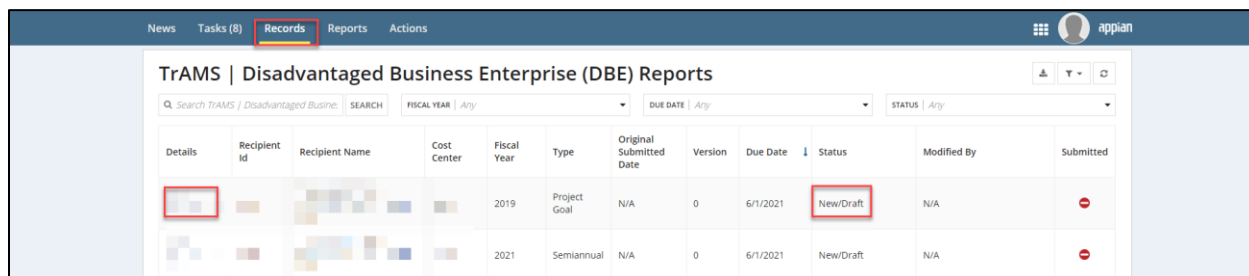 News Tasks (8) Records Reports Actions appian
TrAMS | Disadvantaged Business Enterprise (DBE) Reports
Search TrAMS | Disadvantaged Busine: SEARCH FISCAL YEAR | Any DUE DATE | Any STATUS | Any
Details Recipient Id Recipient Name Cost Center Fiscal Year Type Original Submitted Date Version Due Date ↓ Status Modified By Submitted
2019 Project Goal N/A 0 6/1/2021 New/Draft N/A
2021 Semiannual N/A 0 6/1/2021 New/Draft N/A